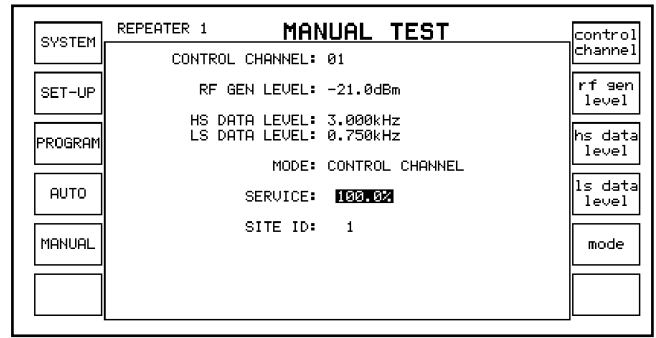 REPEATER 1 MANUAL TEST
SYSTEM
SET-UP
PROGRAM
AUTO
MANUAL
CONTROL CHANNEL: 01
RF GEN LEVEL: -21.0dBm
HS DATA LEVEL: 3.000kHz
LS DATA LEVEL: 0.750kHz
MODE: CONTROL CHANNEL
SERVICE: 100.0%
SITE ID: 1
control
channel
rf gen
level
hs data
level
ls data
level
mode